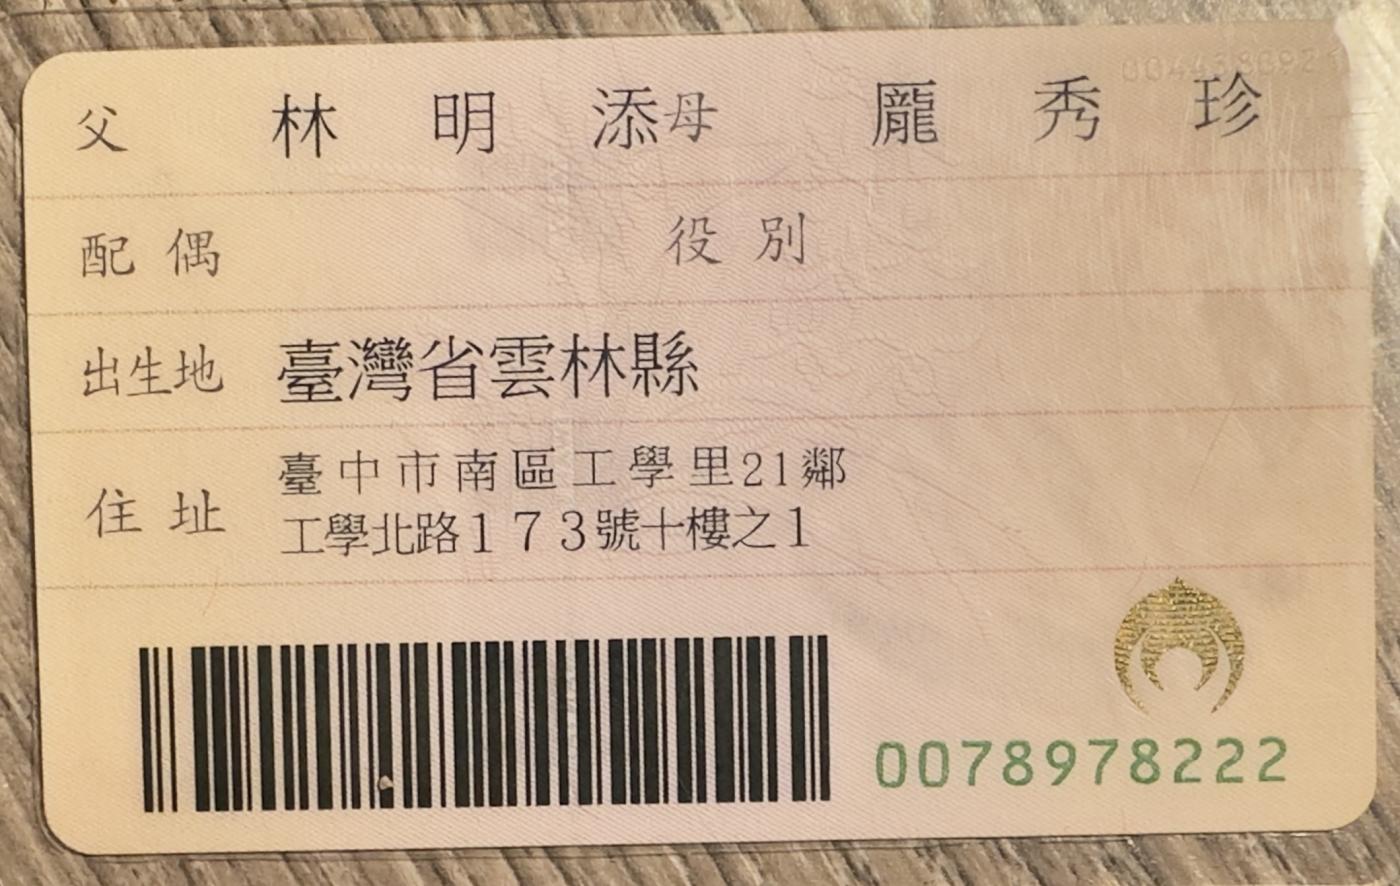 父 林明添 母 龎秀珍
配偶 役別
出生地 臺灣省雲林縣
住址 臺中市南區工學里21鄰
工學北路173號十樓之1
0078978222